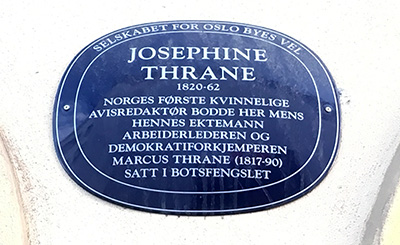 SELSKABET FOR OSLO BYES VEL
JOSEPHINE
THRANE
1820-62
NORGES FØRSTE KVINNELIGE
AVISREDAKTØR BODDE HER MENS
HENNES EKTEMANN
ARBEIDERLEDEREN OG
DEMOKRATIFORKJEMPEREN
MARCUS THRANE (1817-90)
SATT I BOTSFENGSLET